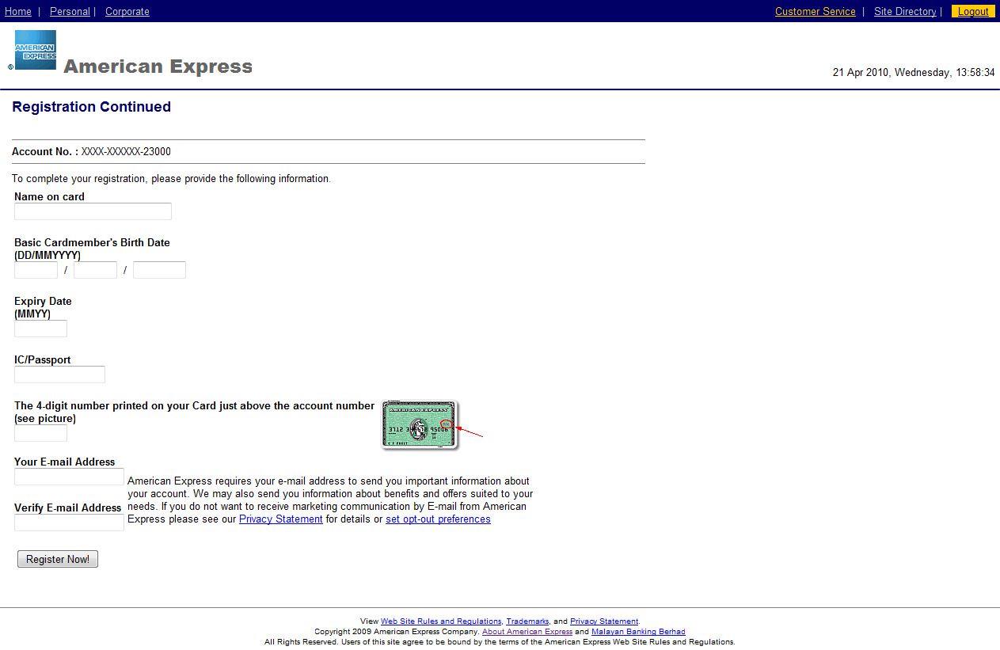 Home | Personal | Corporate Customer Service | Site Directory | Logout
AMERICAN
EXPRESS
® American Express
21 Apr 2010, Wednesday, 13:58:34
Registration Continued
Account No. : XXXX-XXXXXX-23000
To complete your registration, please provide the following information.
Name on card
Basic Cardmember's Birth Date
(DD/MMYYYY)
/ /
Expiry Date
(MMYY)
IC/Passport
The 4-digit number printed on your Card just above the account number
(see picture)
AMERICAN EXPRESS
95006
Your E-mail Address
American Express requires your e-mail address to send you important information about
your account. We may also send you information about benefits and offers suited to your
needs. If you do not want to receive marketing communication by E-mail from American
Express please see our Privacy Statement for details or set opt-out preferences
Verify E-mail Address
Register Now!
View Web Site Rules and Regulations, Trademarks, and Privacy Statement.
Copyright 2009 American Express Company. About American Express and Malayan Banking Berhad
All Rights Reserved. Users of this site agree to be bound by the terms of the American Express Web Site Rules and Regulations.